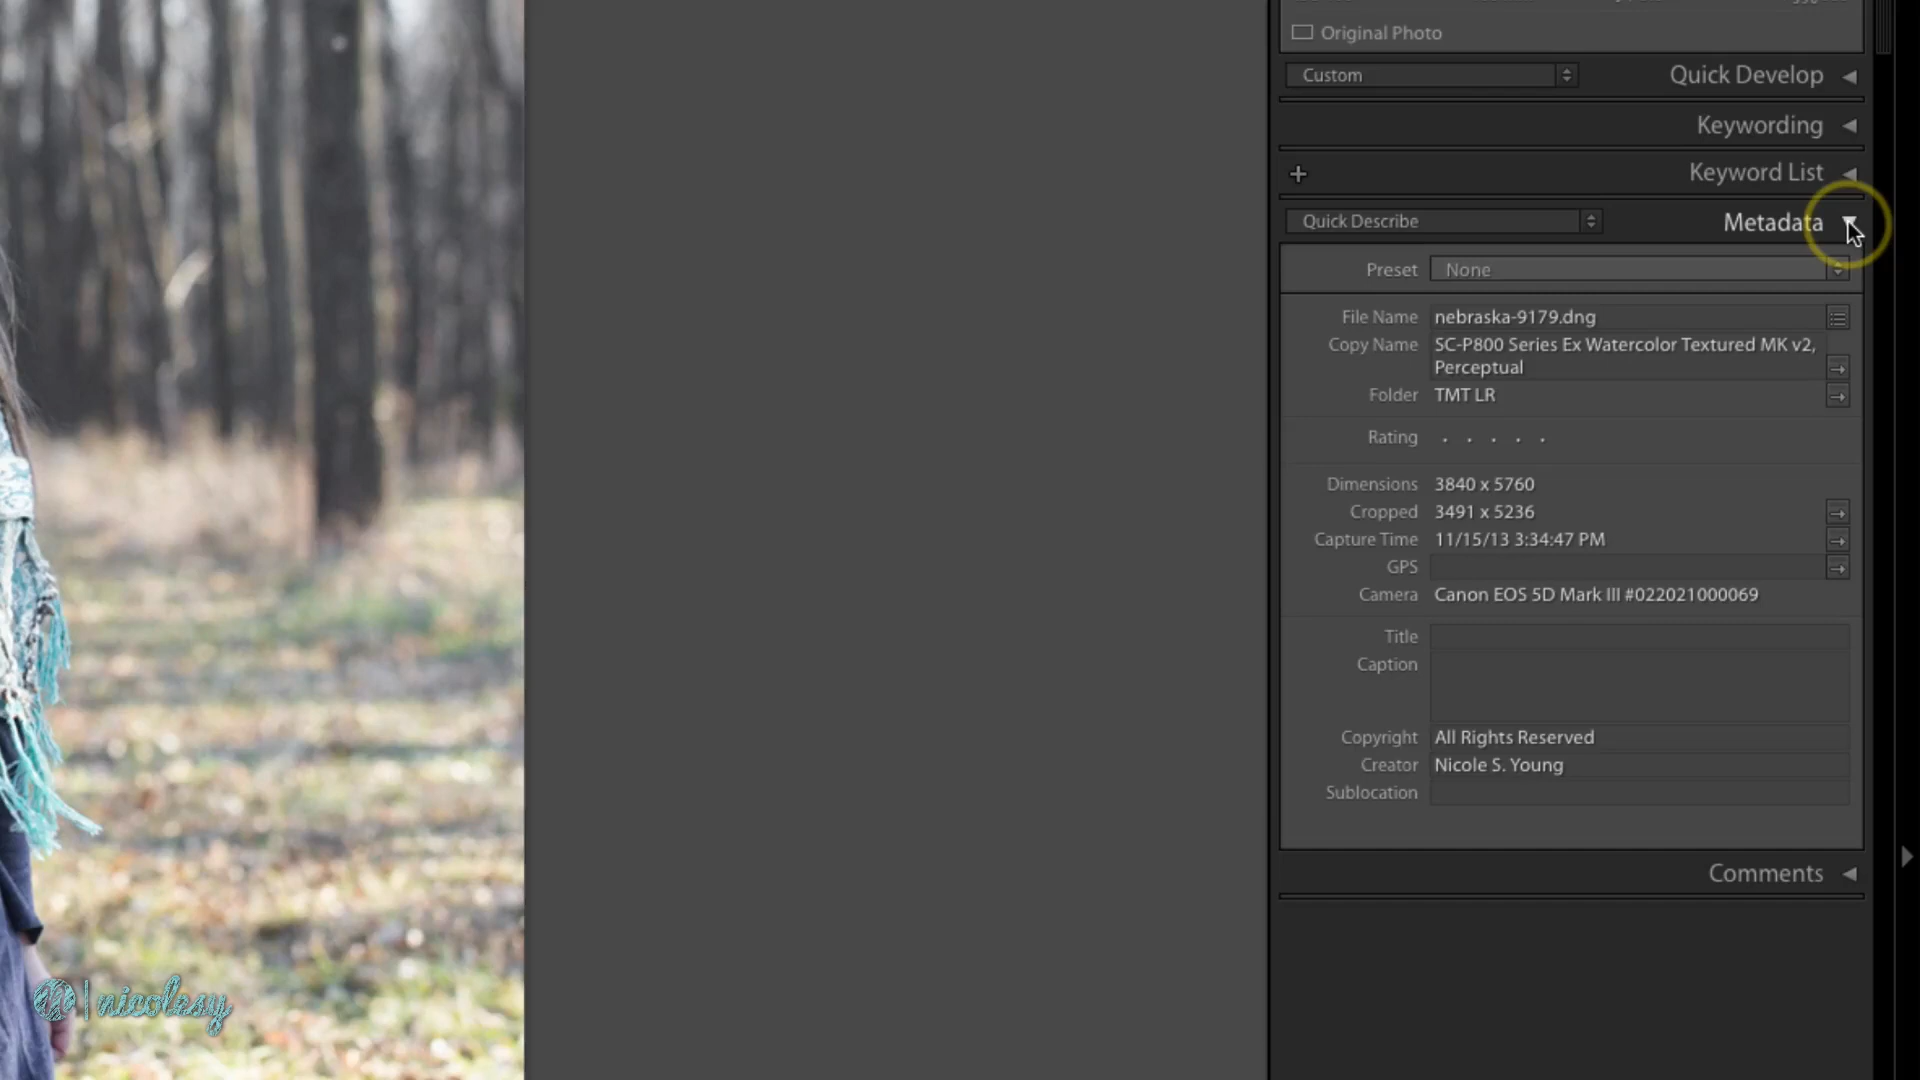 Original Photo
Custom
Quick Develop
Keywording
Keyword List
Quick Describe
Metadata
Preset None
File Name nebraska-9179.dng
Copy Name SC-P800 Series Ex Watercolor Textured MK v2,
Perceptual
Folder TMT LR
Rating . . . . .
Dimensions 3840 x 5760
Cropped 3491 x 5236
Capture Time 11/15/13 3:34:47 PM
GPS
Camera Canon EOS 5D Mark III #022021000069
Title
Caption
Copyright All Rights Reserved
Creator Nicole S. Young
Sublocation
Comments
nicolesy